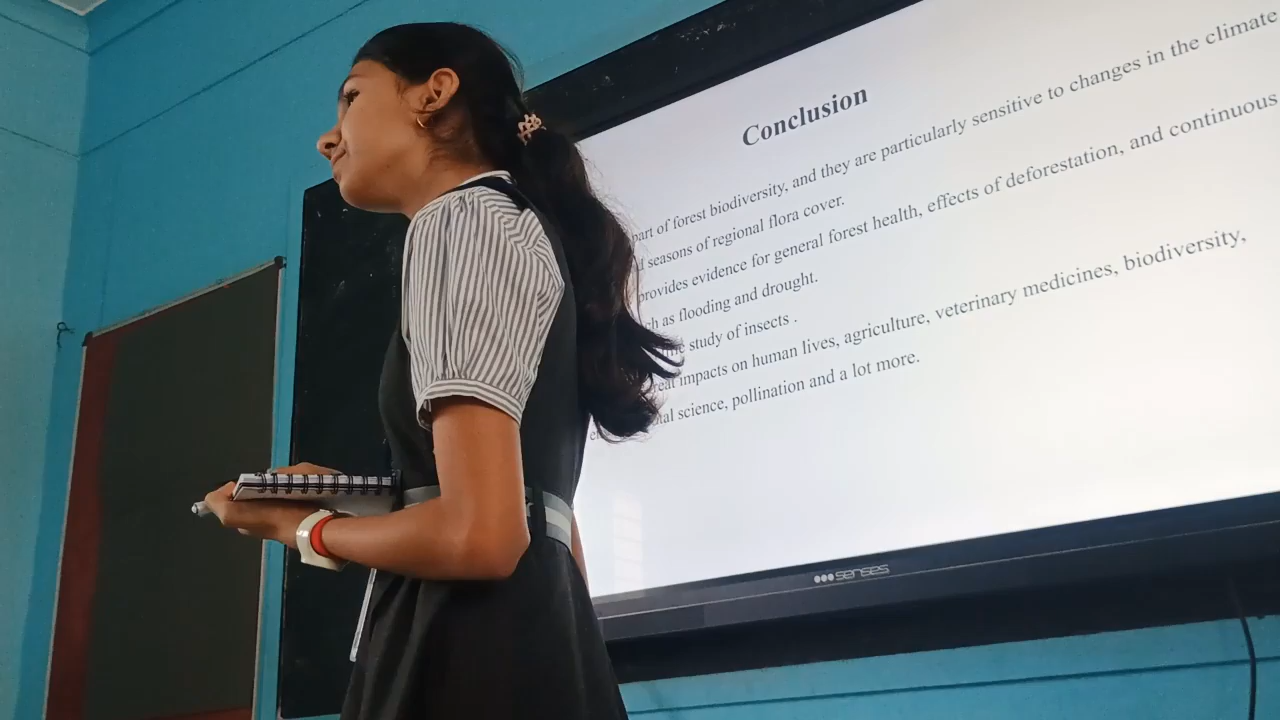 Conclusion
part of forest biodiversity, and they are particularly sensitive to changes in the climate
seasons of regional flora cover.
provides evidence for general forest health, effects of deforestation, and continuous
as flooding and drought.
study of insects .
impacts on human lives, agriculture, veterinary medicines, biodiversity,
science, pollination and a lot more.
senses